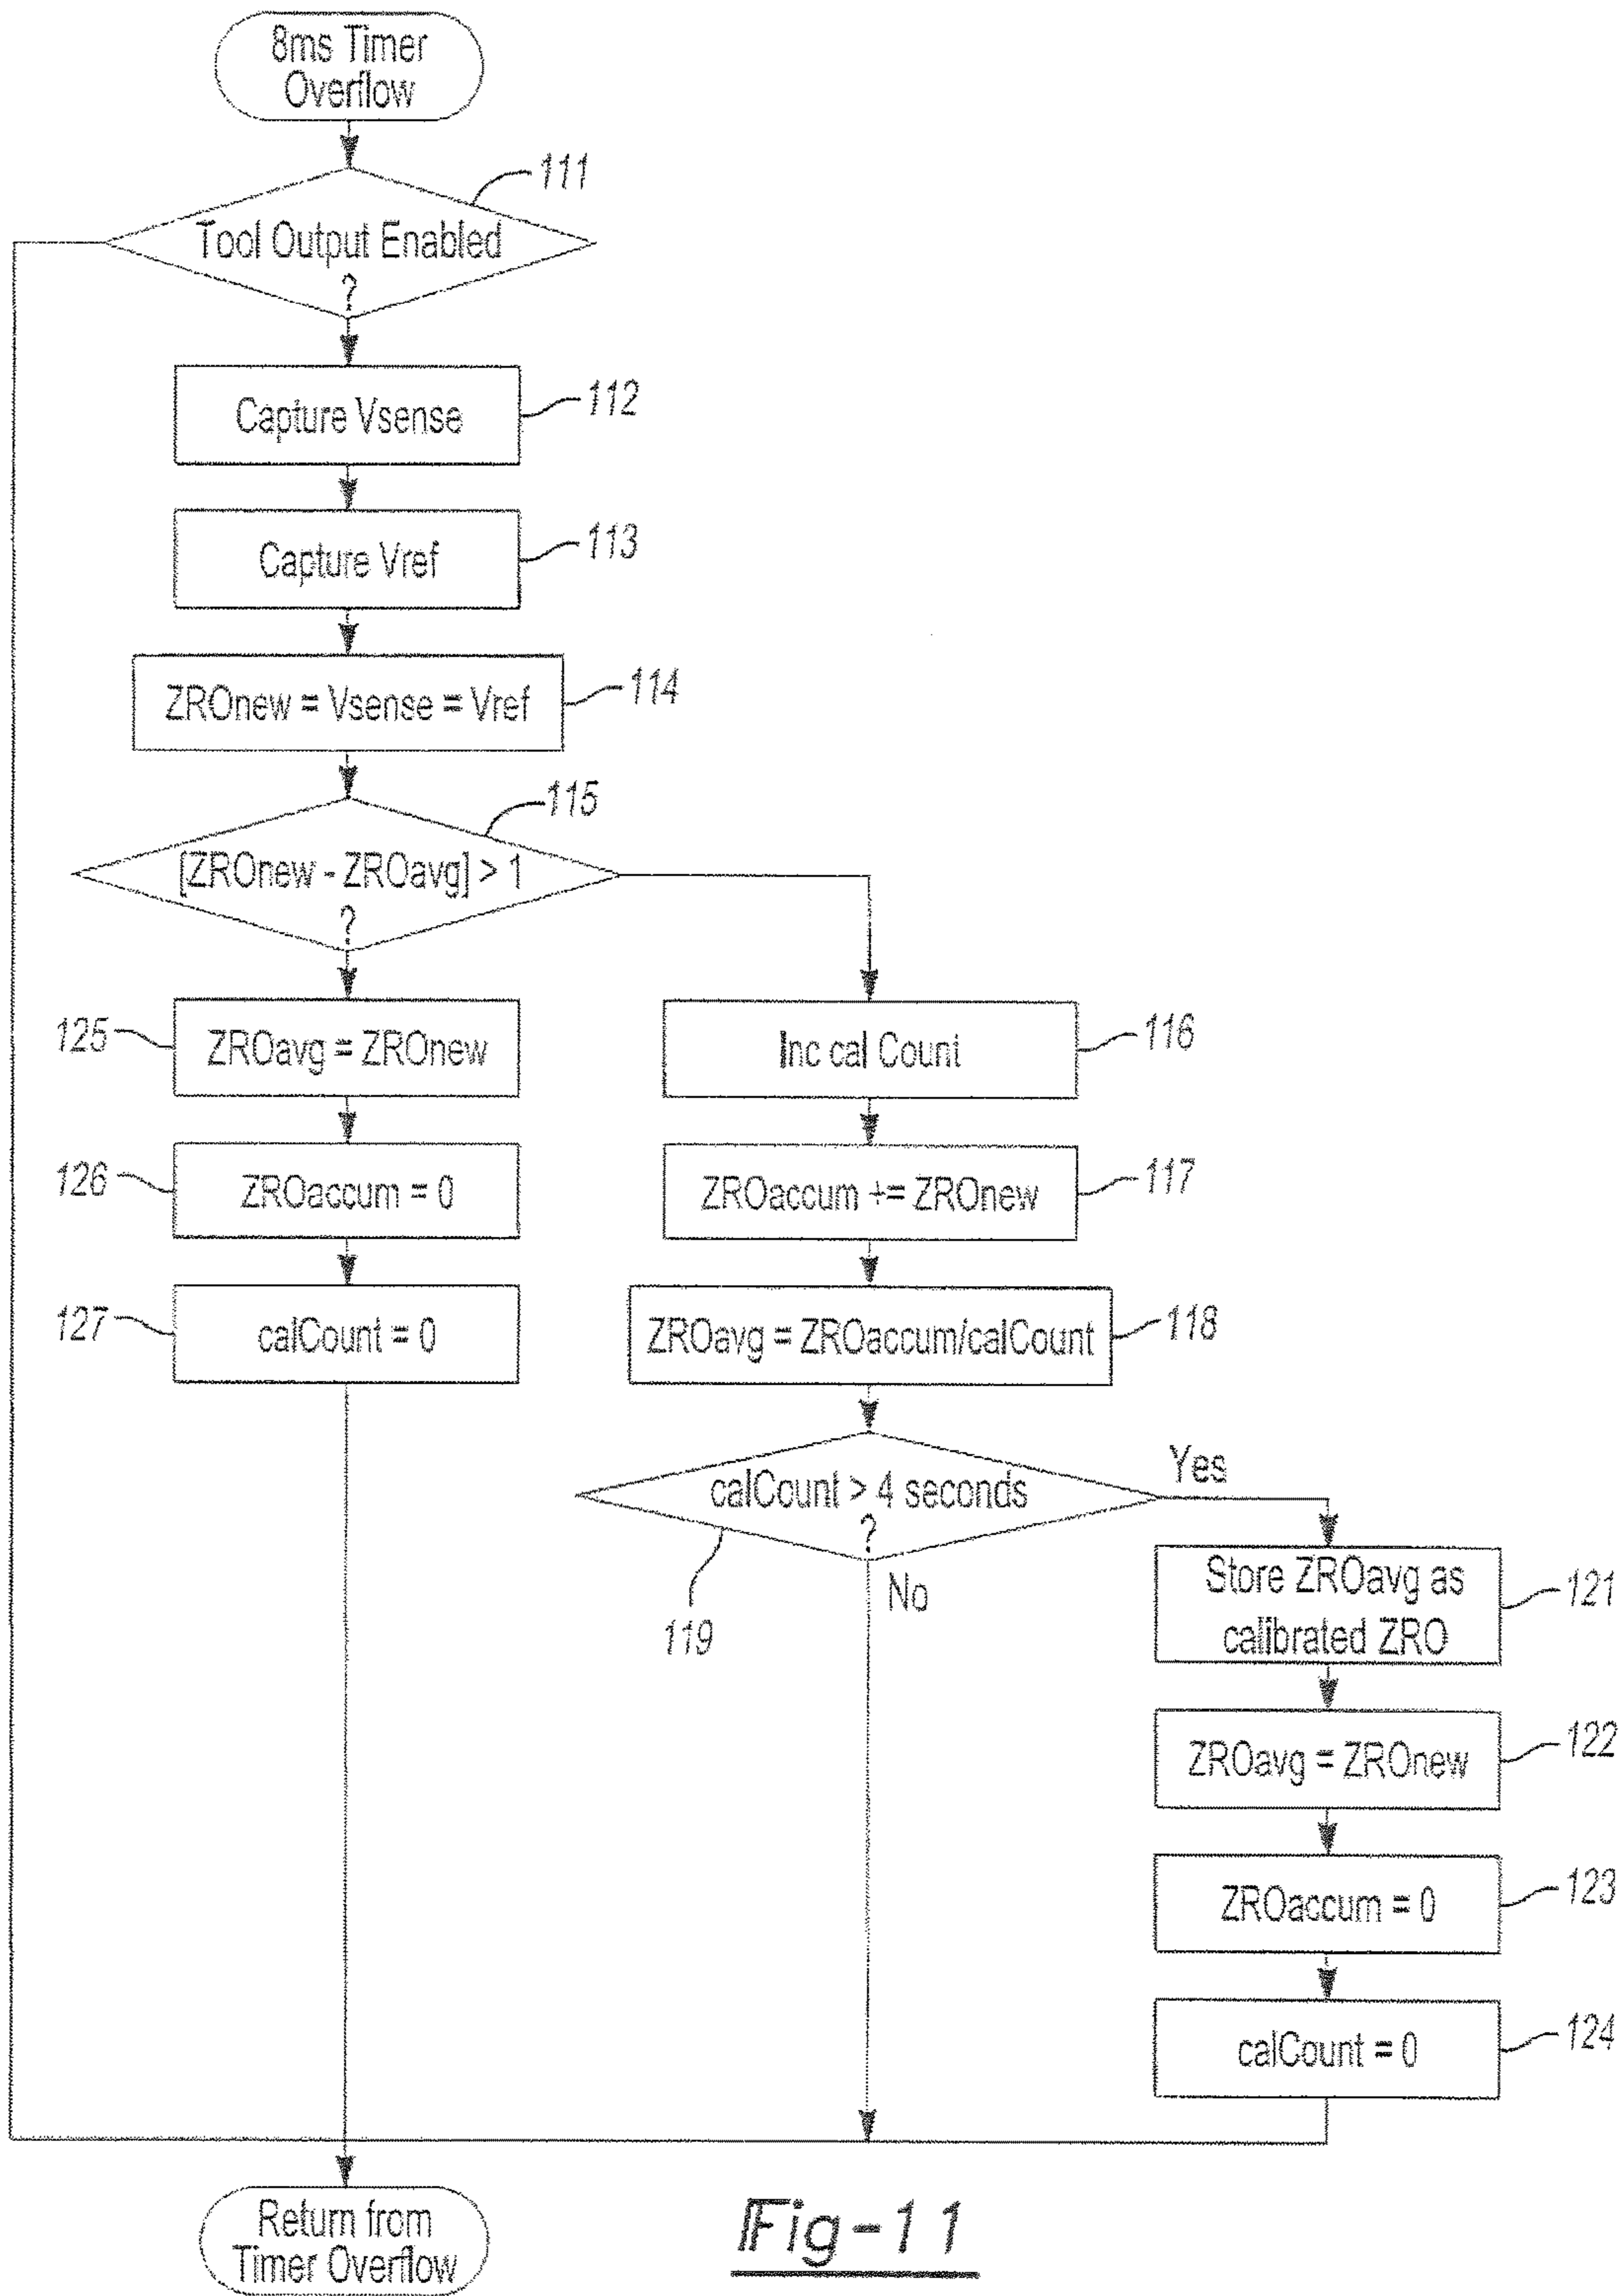 8ms Timer
Overflow
111
Tool Output Enabled
?
112
Capture Vsense
113
Capture Vref
114
ZROnew = Vsense = Vref
115
[ZROnew - ZROavg] > 1
?
125
ZROavg = ZROnew
116
Inc cal Count
126
ZROaccum = 0
117
ZROaccum += ZROnew
127
calCount = 0
118
ZROavg = ZROaccum/calCount
calCount > 4 seconds
?
Yes
No
119
Store ZROavg as
calibrated ZRO
121
ZROavg = ZROnew
122
ZROaccum = 0
123
calCount = 0
124
Return from
Timer Overflow
Fig-11